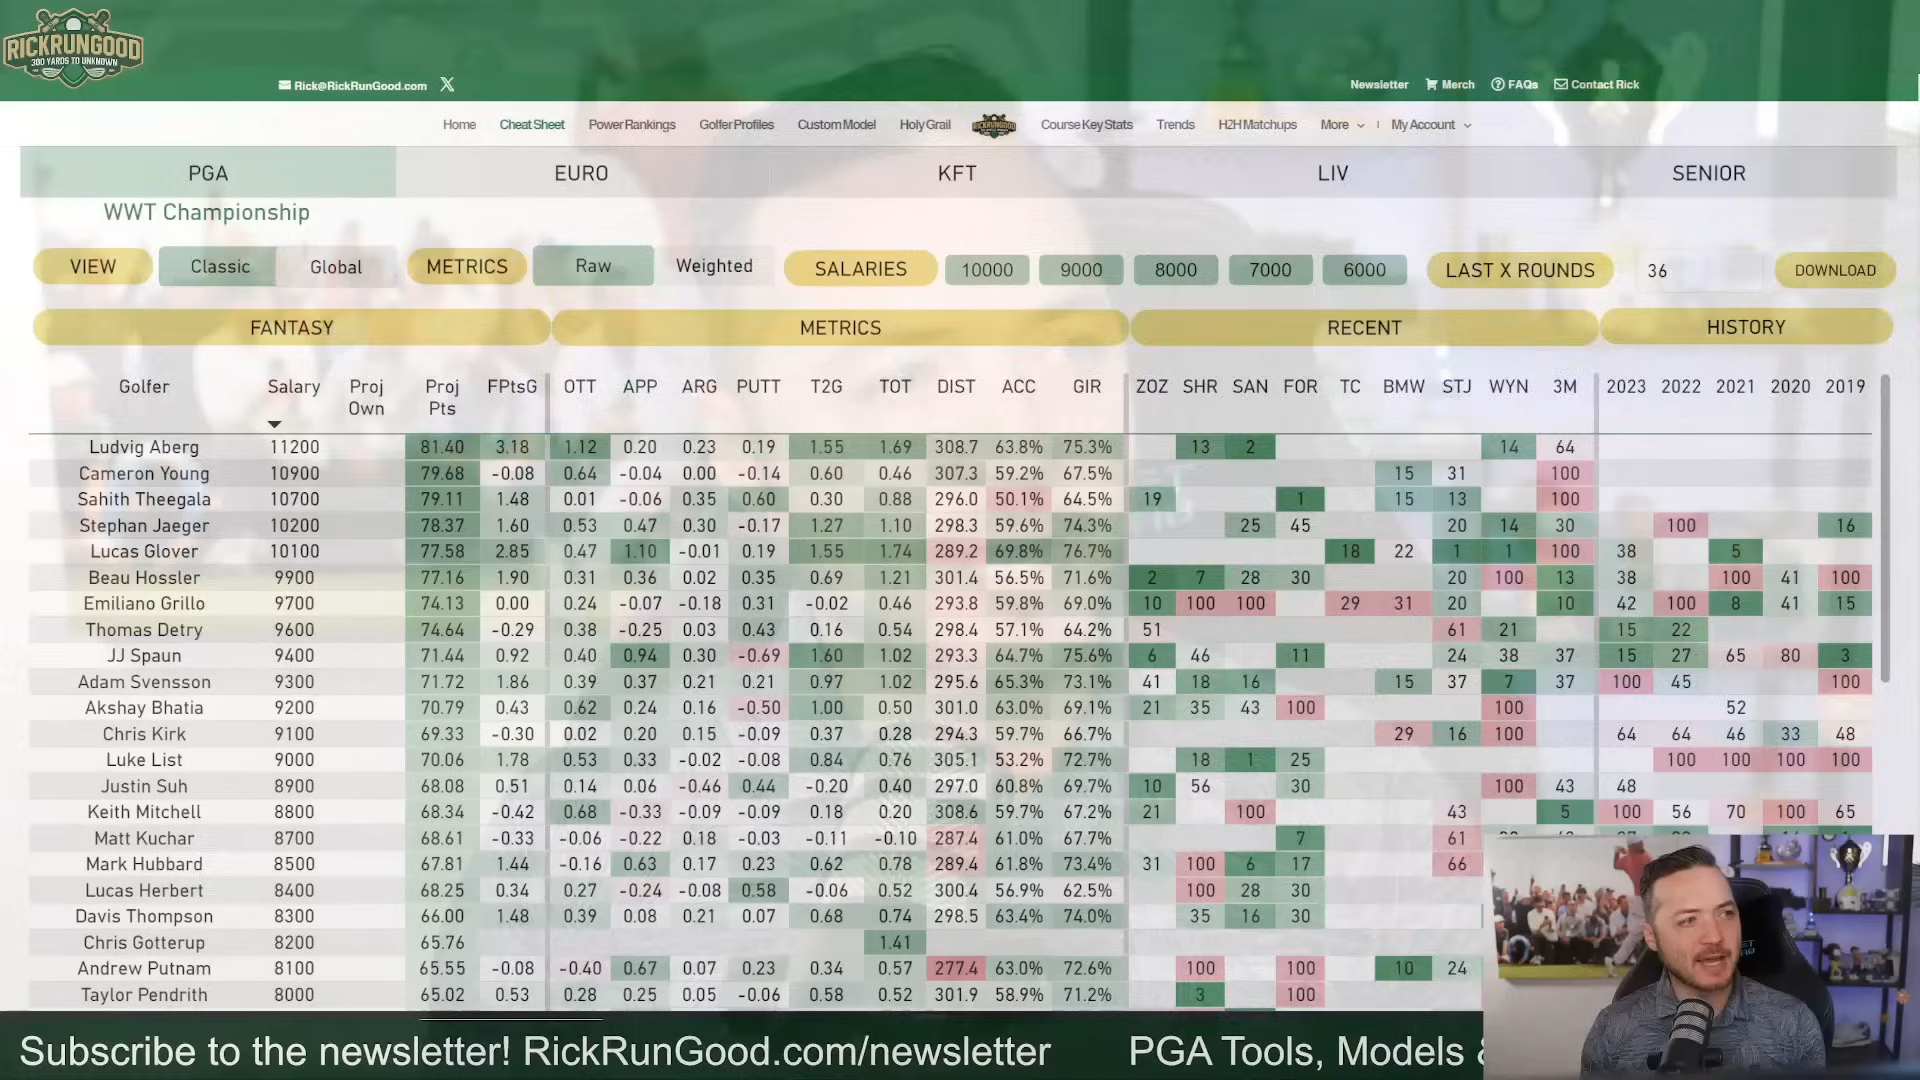 RICKRUNGOOD
300 YARDS TO UNKNOWN
Rick@RickRunGood.com
Newsletter Merch FAQs Contact Rick
Home Cheat Sheet Power Rankings Golfer Profiles Custom Model Holy Grail RICKRUNGOOD Course Key Stats Trends H2H Matchups More My Account
PGA EURO KFT LIV SENIOR
WWT Championship
VIEW Classic Global METRICS Raw Weighted SALARIES 10000 9000 8000 7000 6000 LAST X ROUNDS 36 DOWNLOAD
FANTASY METRICS RECENT HISTORY
Golfer Salary Proj Own Proj Pts FPtsG OTT APP ARG PUTT T2G TOT DIST ACC GIR ZOZ SHR SAN FOR TC BMW STJ WYN 3M 2023 2022 2021 2020 2019
Ludvig Aberg 11200 81.40 3.18 1.12 0.20 0.23 0.19 1.55 1.69 308.7 63.8% 75.3% 13 2 14 64
Cameron Young 10900 79.68 -0.08 0.64 -0.04 0.00 -0.14 0.60 0.46 307.3 59.2% 67.5% 15 31 100
Sahith Theegala 10700 79.11 1.48 0.01 -0.06 0.35 0.60 0.30 0.88 296.0 50.1% 64.5% 19 1 15 13 100
Stephan Jaeger 10200 78.37 1.60 0.53 0.47 0.30 -0.17 1.27 1.10 298.3 59.6% 74.3% 25 45 20 14 30 100 16
Lucas Glover 10100 77.58 2.85 0.47 1.10 -0.01 0.19 1.55 1.74 289.2 69.8% 76.7% 18 22 1 1 100 38 5
Beau Hossler 9900 77.16 1.90 0.31 0.36 0.02 0.35 0.69 1.21 301.4 56.5% 71.6% 2 7 28 30 20 100 13 38 100 41 100
Emiliano Grillo 9700 74.13 0.00 0.24 -0.07 -0.18 0.31 -0.02 0.46 293.8 59.8% 69.0% 10 100 100 29 31 20 10 42 100 8 41 15
Thomas Detry 9600 74.64 -0.29 0.38 -0.25 0.03 0.43 0.16 0.54 298.4 57.1% 64.2% 51 61 21 15 22
JJ Spaun 9400 71.44 0.92 0.40 0.94 0.30 -0.69 1.60 1.02 293.3 64.7% 75.6% 6 46 11 24 38 37 15 27 65 80 3
Adam Svensson 9300 71.72 1.86 0.39 0.37 0.21 0.21 0.97 1.02 295.6 65.3% 73.1% 41 18 16 15 37 7 37 100 45 100
Akshay Bhatia 9200 70.79 0.43 0.62 0.24 0.16 -0.50 1.00 0.50 301.0 63.0% 69.1% 21 35 43 100 100 52
Chris Kirk 9100 69.33 -0.30 0.02 0.20 0.15 -0.09 0.37 0.28 294.3 59.7% 66.7% 29 16 100 64 64 46 33 48
Luke List 9000 70.06 1.78 0.53 0.33 -0.02 -0.08 0.84 0.76 305.1 53.2% 72.7% 18 1 25 100 100 100 100
Justin Suh 8900 68.08 0.51 0.14 0.06 -0.46 0.44 -0.20 0.40 297.0 60.8% 69.7% 10 56 30 100 43 48
Keith Mitchell 8800 68.34 -0.42 0.68 -0.33 -0.09 -0.09 0.18 0.20 308.6 59.7% 67.2% 21 100 43 5 100 56 70 100 65
Matt Kuchar 8700 68.61 -0.33 -0.06 -0.22 0.18 -0.03 -0.11 -0.10 287.4 61.0% 67.7% 7 61
Mark Hubbard 8500 67.81 1.44 -0.16 0.63 0.17 0.23 0.62 0.78 289.4 61.8% 73.4% 31 100 6 17 66
Lucas Herbert 8400 68.25 0.34 0.27 -0.24 -0.08 0.58 -0.06 0.52 300.4 56.9% 62.5% 100 28 30
Davis Thompson 8300 66.00 1.48 0.39 0.08 0.21 0.07 0.68 0.74 298.5 63.4% 74.0% 35 16 30
Chris Gotterup 8200 65.76 1.41
Andrew Putnam 8100 65.55 -0.08 -0.40 0.67 0.07 0.23 0.34 0.57 277.4 63.0% 72.6% 100 100 10 24
Taylor Pendrith 8000 65.02 0.53 0.28 0.25 0.05 -0.06 0.58 0.52 301.9 58.9% 71.2% 3 100
Subscribe to the newsletter! RickRunGood.com/newsletter PGA Tools, Models